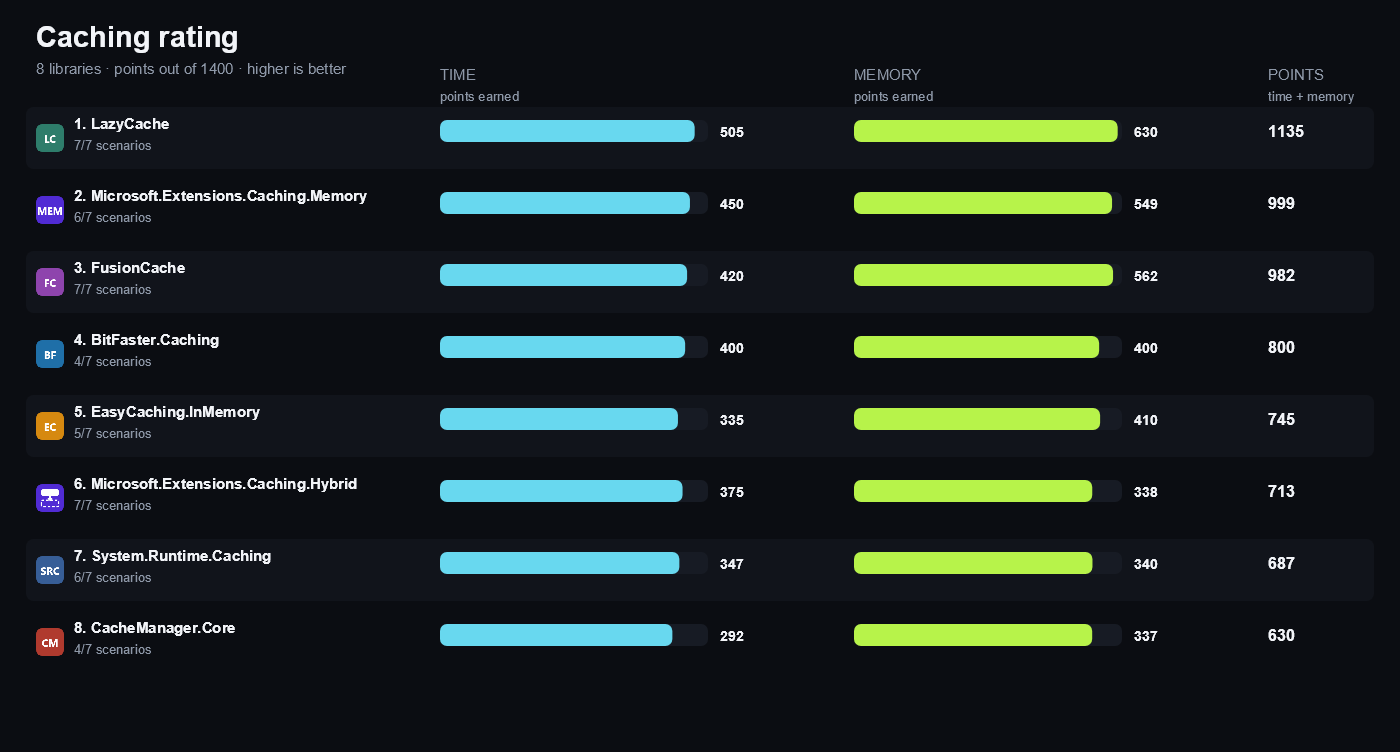 Caching rating
8 libraries · points out of 1400 · higher is better
TIME
points earned
MEMORY
points earned
POINTS
time + memory
LC
1. LazyCache
7/7 scenarios
505
630
1135
MEM
2. Microsoft.Extensions.Caching.Memory
6/7 scenarios
450
549
999
FC
3. FusionCache
7/7 scenarios
420
562
982
BF
4. BitFaster.Caching
4/7 scenarios
400
400
800
EC
5. EasyCaching.InMemory
5/7 scenarios
335
410
745
6. Microsoft.Extensions.Caching.Hybrid
7/7 scenarios
375
338
713
SRC
7. System.Runtime.Caching
6/7 scenarios
347
340
687
CM
8. CacheManager.Core
4/7 scenarios
292
337
630